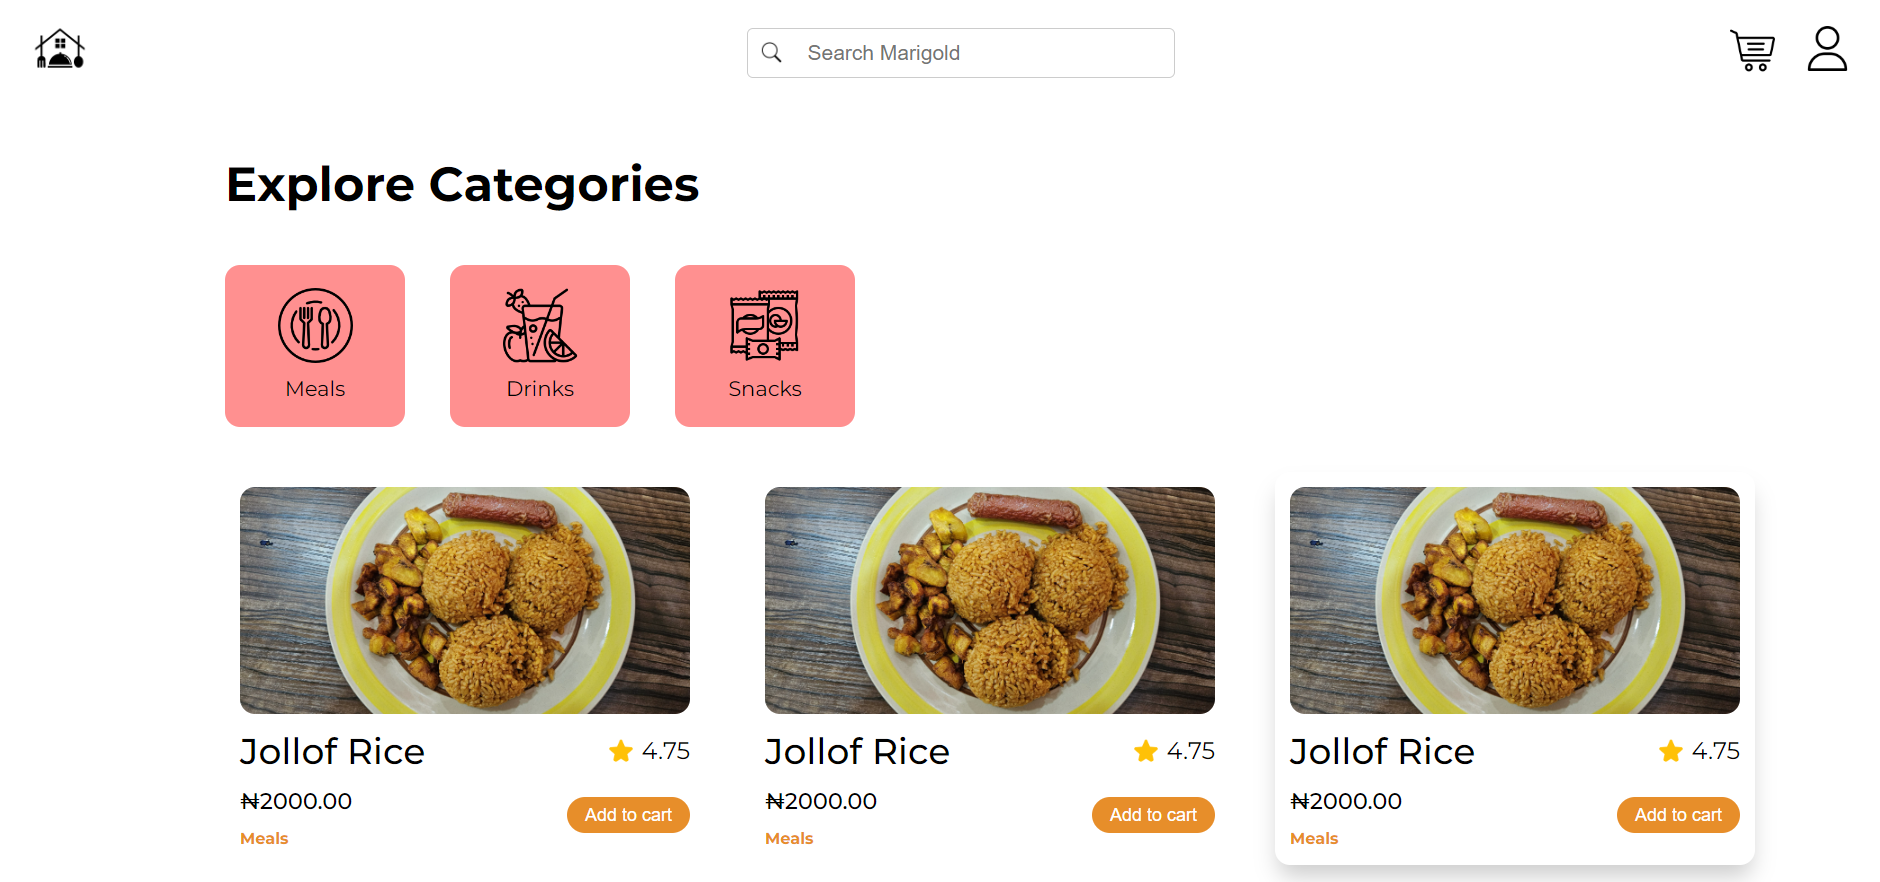 Search Marigold
Explore Categories
Meals
Drinks
Snacks
Jollof Rice
4.75
₦2000.00
Add to cart
Meals
Jollof Rice
4.75
₦2000.00
Add to cart
Meals
Jollof Rice
4.75
₦2000.00
Add to cart
Meals